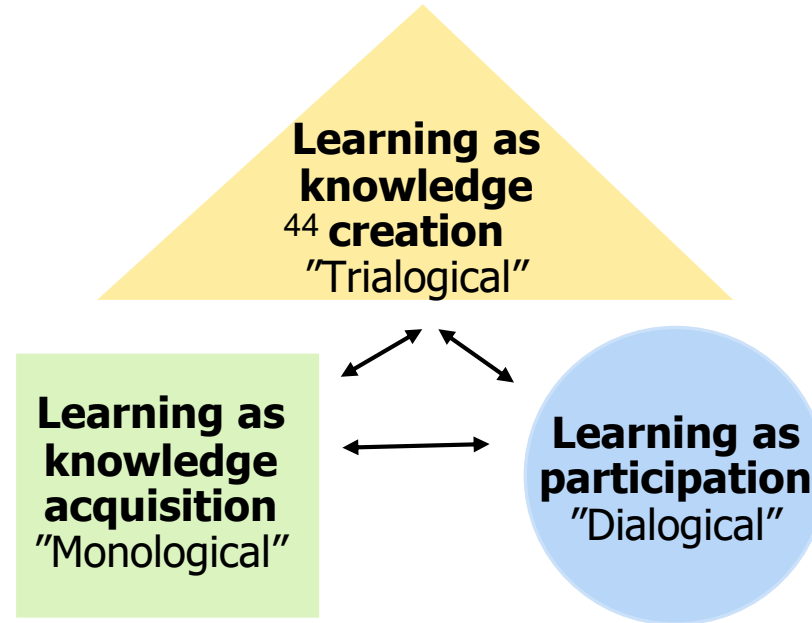 Learning as
knowledge
44 creation
”Trialogical”
Learning as
knowledge
acquisition
”Monological”
Learning as
participation
”Dialogical”